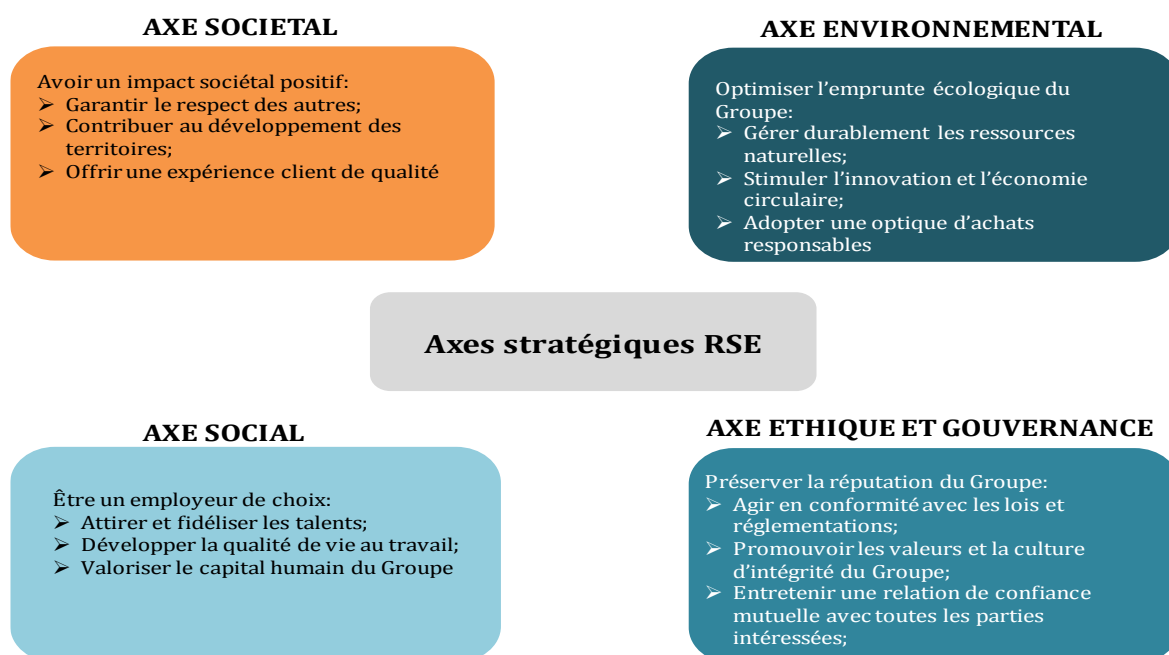 AXE SOCIETAL
Avoir un impact sociétal positif:
➢ Garantir le respect des autres;
➢ Contribuer au développement des
territoires;
➢ Offrir une expérience client de qualité
AXE ENVIRONNEMENTAL
Optimiser l’emprunte écologique du
Groupe:
➢ Gérer durablement les ressources
naturelles;
➢ Stimuler l’innovation et l’économie
circulaire;
➢ Adopter une optique d’achats
responsables
Axes stratégiques RSE
AXE SOCIAL
Être un employeur de choix:
➢ Attirer et fidéliser les talents;
➢ Développer la qualité de vie au travail;
➢ Valoriser le capital humain du Groupe
AXE ETHIQUE ET GOUVERNANCE
Préserver la réputation du Groupe:
➢ Agir en conformité avec les lois et
réglementations;
➢ Promouvoir les valeurs et la culture
d’intégrité du Groupe;
➢ Entretenir une relation de confiance
mutuelle avec toutes les parties
intéressées;